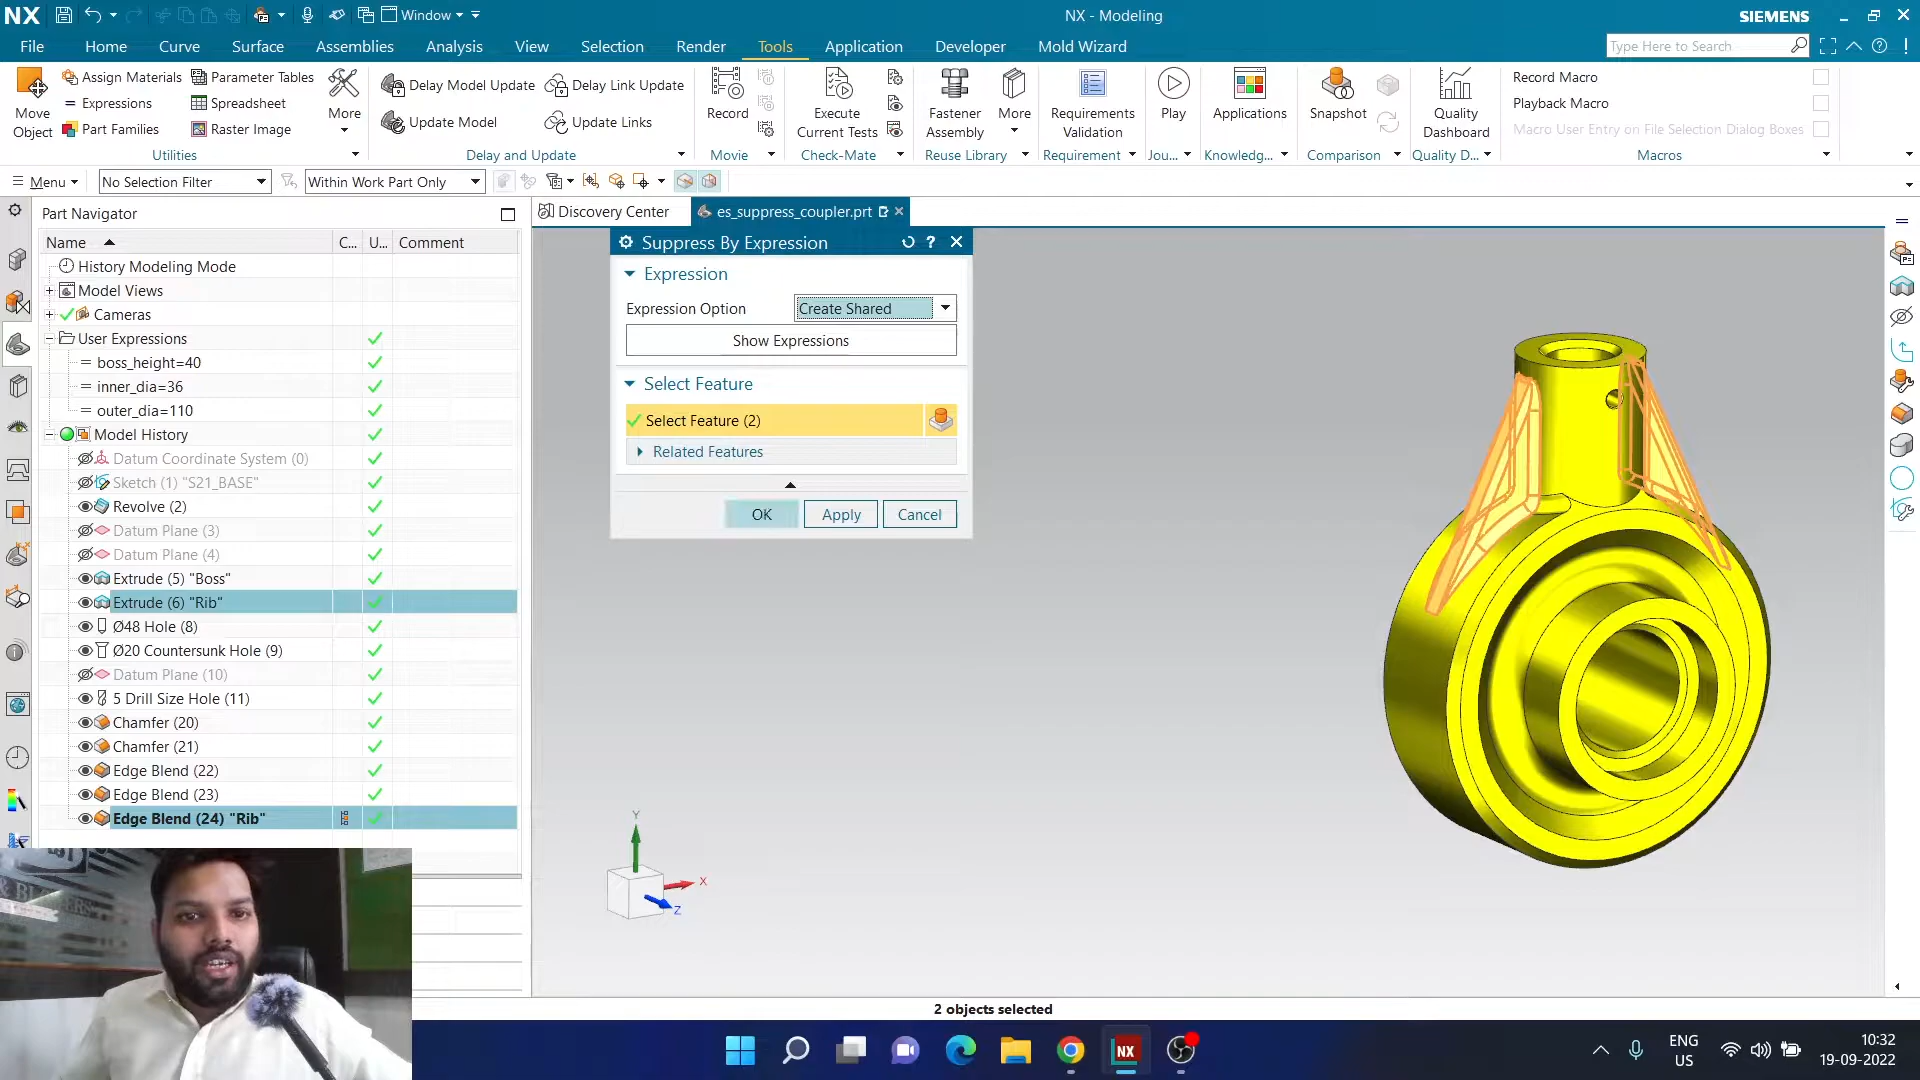 NX Window NX - Modeling SIEMENS
File Home Curve Surface Assemblies Analysis View Selection Render Tools Application Developer Mold Wizard Type Here to Search
Assign Materials Parameter Tables Delay Model Update Delay Link Update Record Macro
= Expressions Spreadsheet Playback Macro
Move Object More Record Execute Current Tests Fastener Assembly More Requirements Validation Play Applications Snapshot Quality Dashboard
Part Families Raster Image Update Model Update Links Macro User Entry on File Selection Dialog Boxes
Utilities Delay and Update Movie Check-Mate Reuse Library Requirement Jou... Knowledg... Comparison Quality D... Macros
Menu No Selection Filter Within Work Part Only
Part Navigator Discovery Center es_suppress_coupler.prt
Name C... U... Comment
History Modeling Mode
Model Views
Cameras
User Expressions
= boss_height=40
= inner_dia=36
= outer_dia=110
Model History
Datum Coordinate System (0)
Sketch (1) "S21_BASE"
Revolve (2)
Datum Plane (3)
Datum Plane (4)
Extrude (5) "Boss"
Extrude (6) "Rib"
Ø48 Hole (8)
Ø20 Countersunk Hole (9)
Datum Plane (10)
5 Drill Size Hole (11)
Chamfer (20)
Chamfer (21)
Edge Blend (22)
Edge Blend (23)
Edge Blend (24) "Rib"
Suppress By Expression
Expression
Expression Option Create Shared
Show Expressions
Select Feature
Select Feature (2)
Related Features
OK Apply Cancel
Y
X
Z
2 objects selected
NX
ENG
US
10:32
19-09-2022